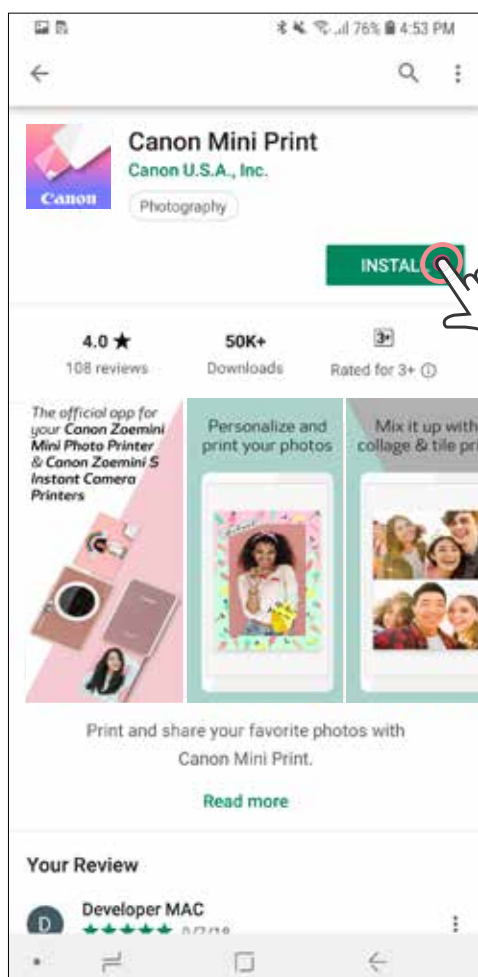 76% 4:53 PM
Canon Mini Print
Canon U.S.A., Inc.
Canon
Photography
INSTAL
4.0 ★ 50K+ 3+
108 reviews Downloads Rated for 3+
The official app for
your Canon Zoemini
Mini Photo Printer
& Canon Zoemini S
Instant Camera
Printers
Personalize and
print your photos
Mix it up with
collage & tile pri
Print and share your favorite photos with
Canon Mini Print.
Read more
Your Review
D
Developer MAC